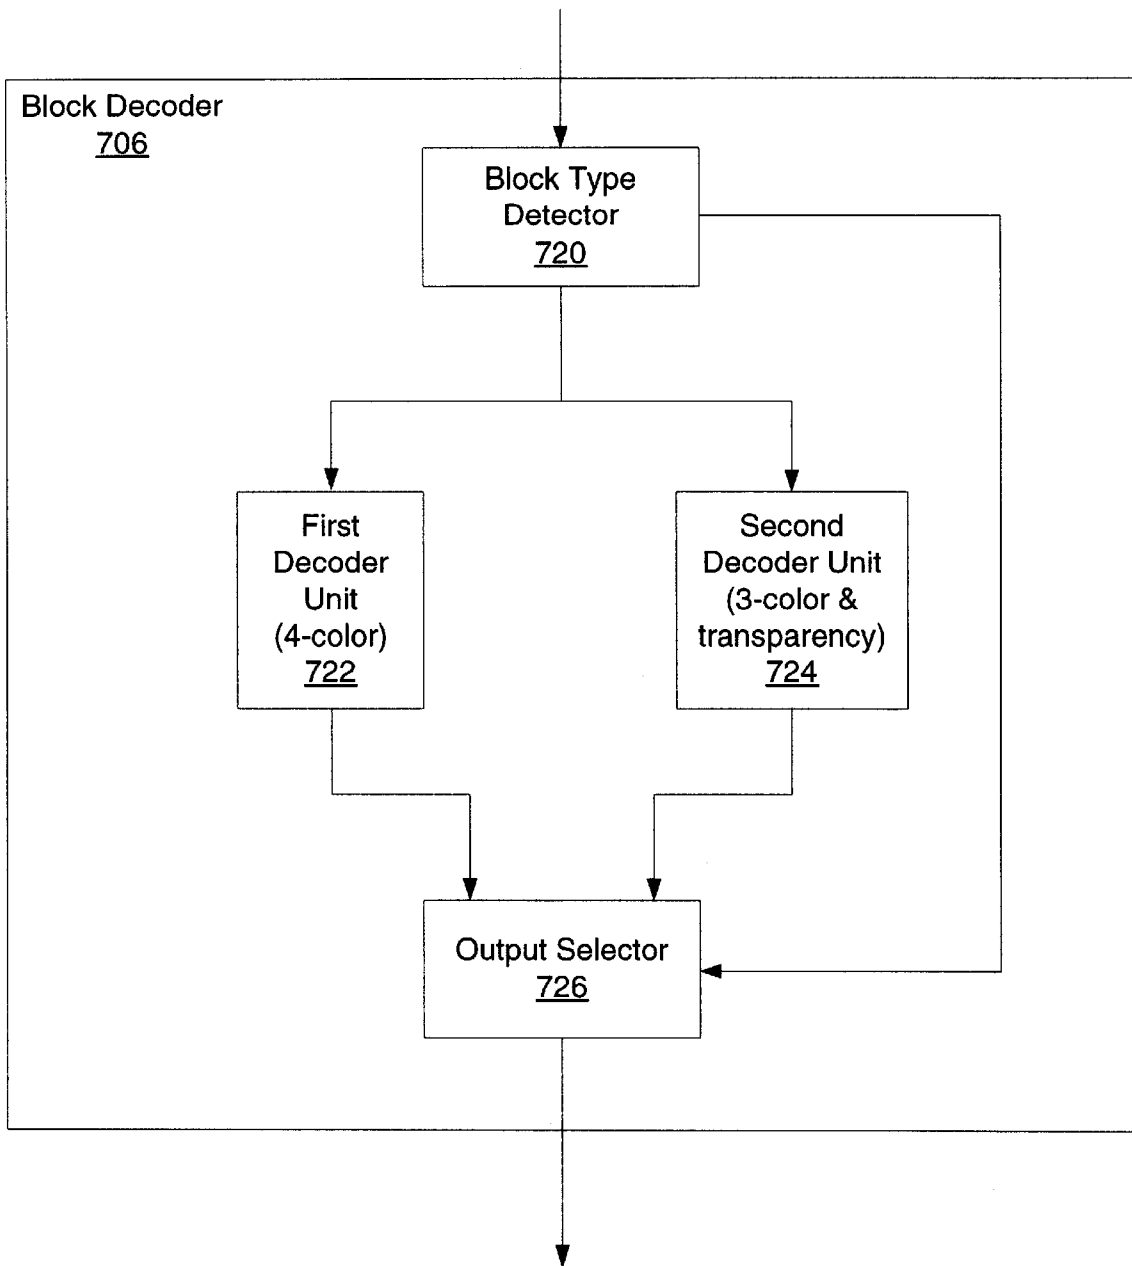 Block Decoder
706
Block Type
Detector
720
First
Decoder
Unit
(4-color)
722
Second
Decoder Unit
(3-color &
transparency)
724
Output Selector
726